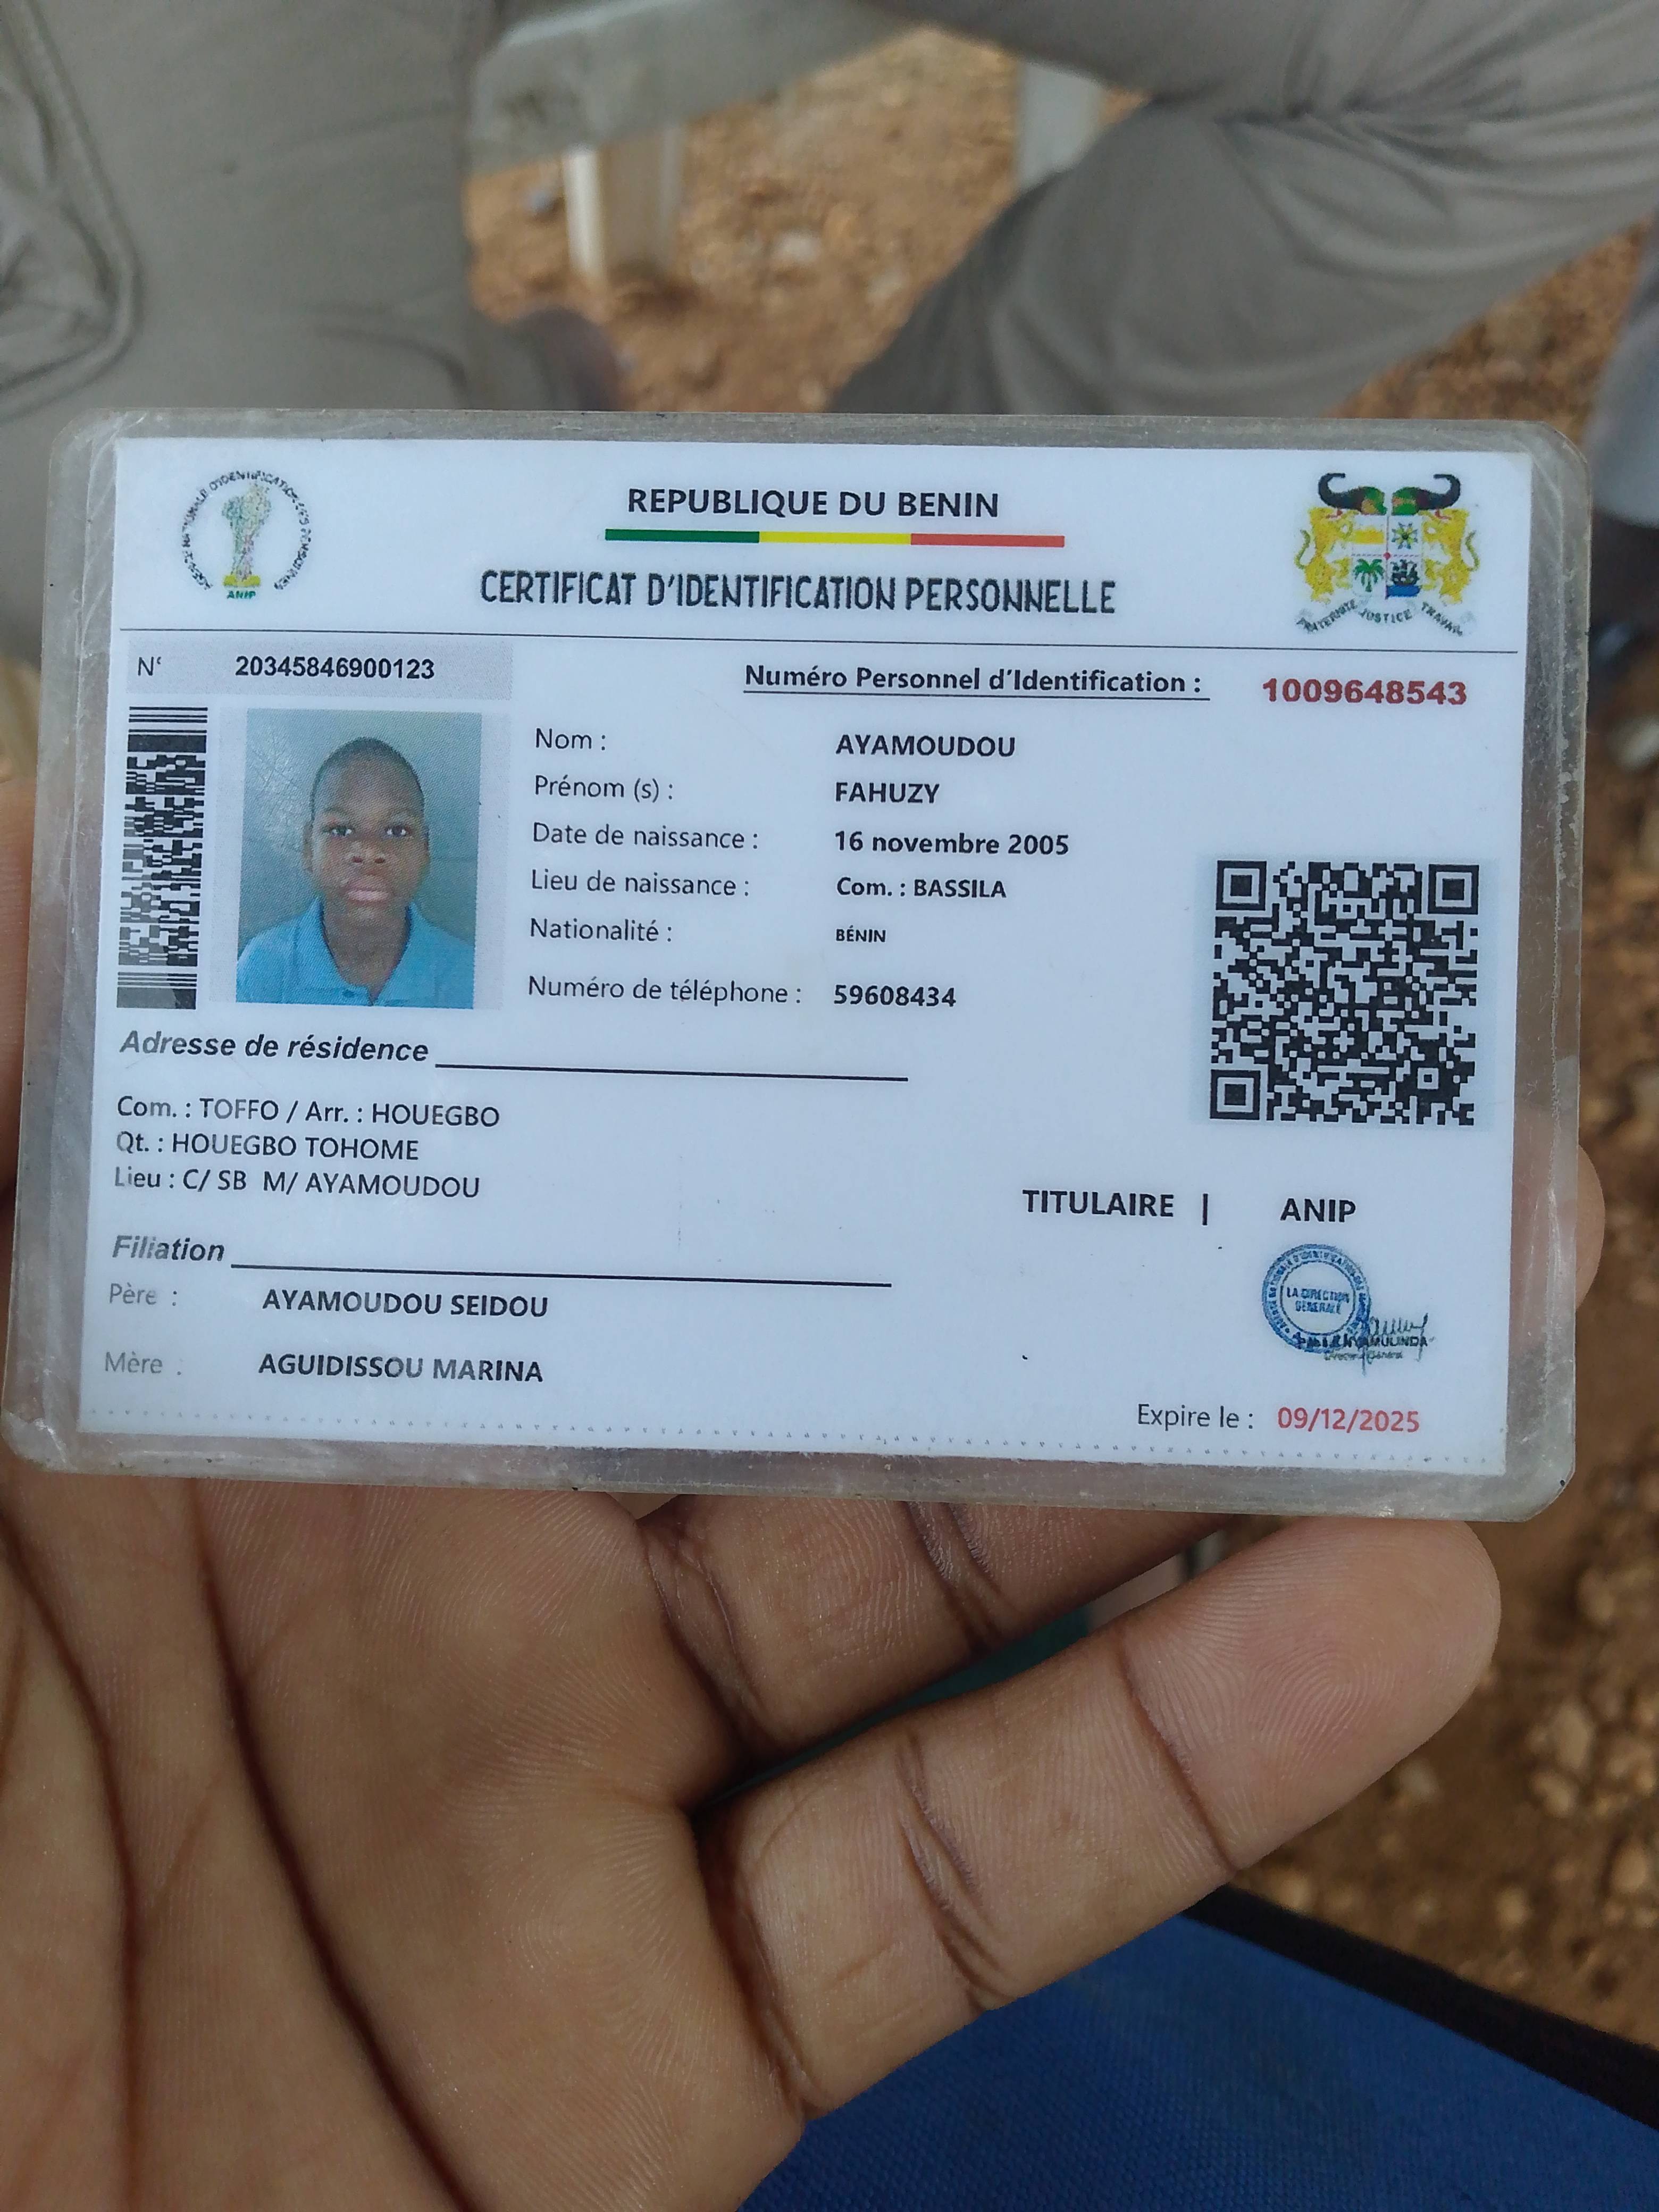 AGENCE NATIONALE D'IDENTIFICATION DES PERSONNES
ANIP
REPUBLIQUE DU BENIN
CERTIFICAT D'IDENTIFICATION PERSONNELLE
FRATERNITE JUSTICE TRAVAIL
N° 20345846900123
Numéro Personnel d'Identification : 1009648543
Nom : AYAMOUDOU
Prénom (s) : FAHUZY
Date de naissance : 16 novembre 2005
Lieu de naissance : Com. : BASSILA
Nationalité : BÉNIN
Numéro de téléphone : 59608434
Adresse de résidence
Com. : TOFFO / Arr. : HOUEGBO
Qt. : HOUEGBO TOHOME
Lieu : C/ SB M/ AYAMOUDOU
TITULAIRE | ANIP
Filiation
Père : AYAMOUDOU SEIDOU
Mère : AGUIDISSOU MARINA
LA DIRECTION
GENERALE
Directeur Général
Expire le : 09/12/2025